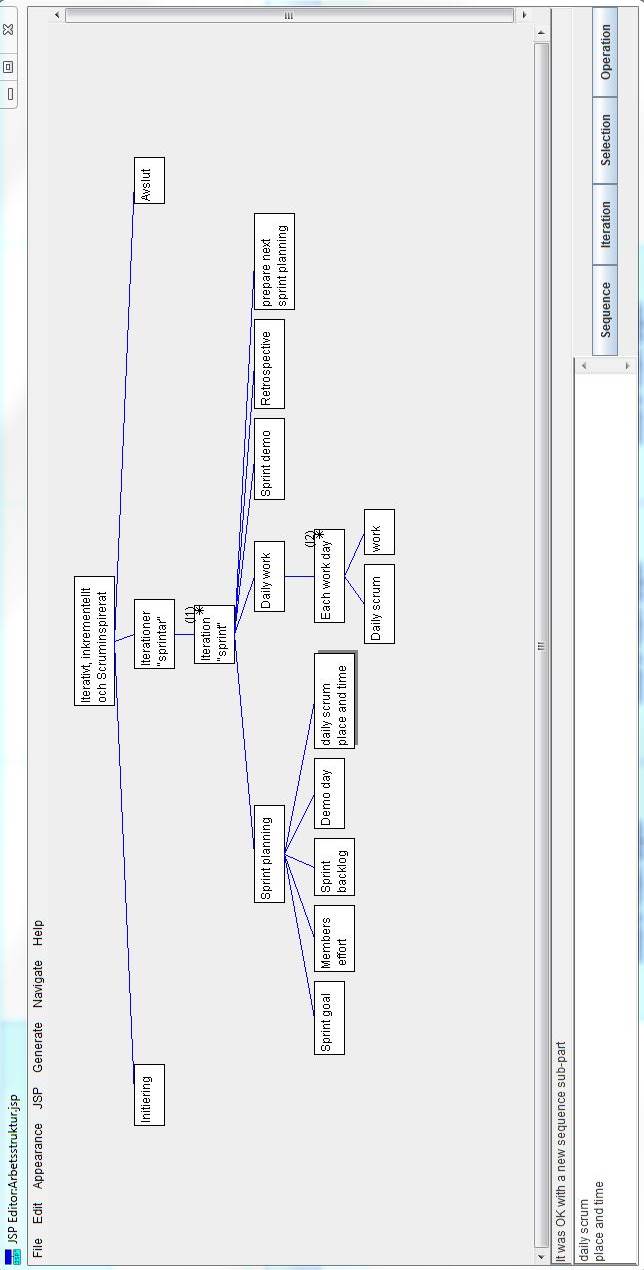 JSP Editor:Arbetsstruktur.jsp
File Edit Appearance JSP Generate Navigate Help
Iterativt, inkrementellt
och Scruminspirerat
Initiering
Iterationer
"sprintar"
Avslut
(I1)
*
Iteration
"sprint"
Sprint planning
Daily work
Sprint demo
Retrospective
prepare next
sprint planning
Sprint goal
Members
effort
Sprint
backlog
Demo day
daily scrum
place and time
(I2)
*
Each work day
Daily scrum
work
It was OK with a new sequence sub-part
daily scrum
place and time
Sequence Iteration Selection Operation